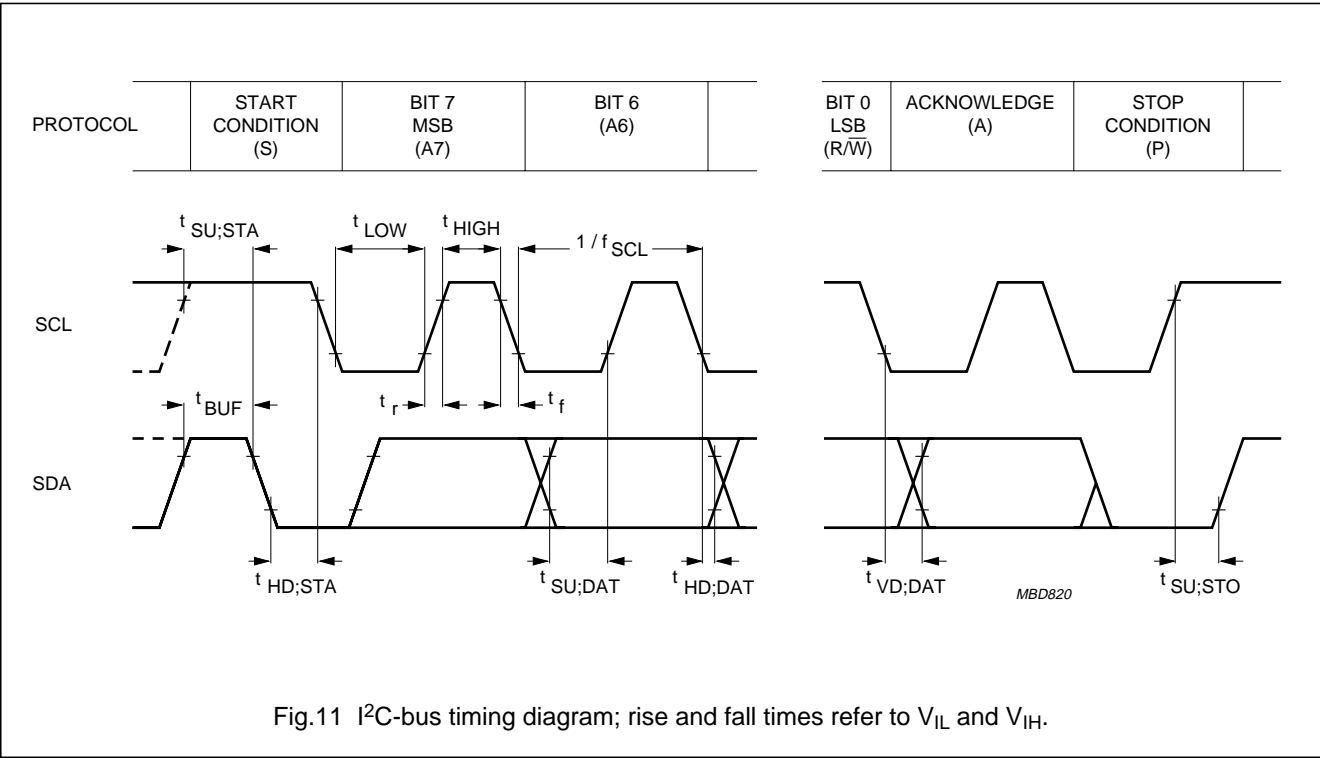 PROTOCOL
START
CONDITION
(S)
BIT 7
MSB
(A7)
BIT 6
(A6)
BIT 0
LSB
(R/W̅)
ACKNOWLEDGE
(A)
STOP
CONDITION
(P)
t SU;STA
t LOW
t HIGH
1 / f SCL
SCL
t BUF
t r
t f
SDA
t HD;STA
t SU;DAT
t HD;DAT
t VD;DAT
MBD820
t SU;STO
Fig.11 I²C-bus timing diagram; rise and fall times refer to VIL and VIH.